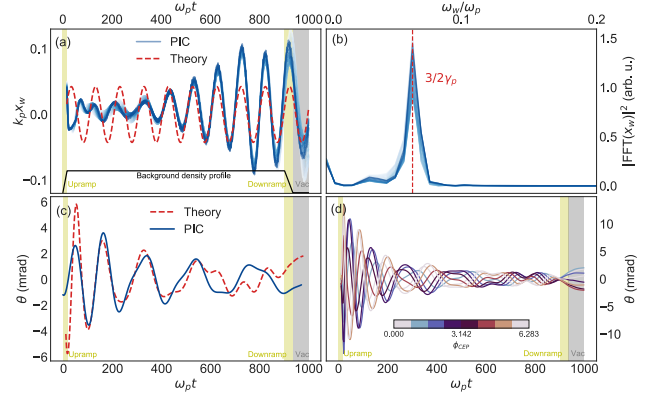 ωₚt
0 200 400 600 800 1000
ω_w/ω_p
0.0 0.1 0.2
(a)
PIC
Theory
0.1
0.0
−0.1
k_p x_w
Background density profile
Upramp
Downramp
Vac
(b)
3/2γ_p
1.5
1.0
0.5
0.0
|FFT(x_w)|² (arb. u.)
(c)
Theory
PIC
6
4
2
0
−2
−4
−6
θ (mrad)
Upramp
Downramp
Vac
0 200 400 600 800 1000
ω_p t
(d)
10
5
0
−5
−10
θ (mrad)
0.000 3.142 6.283
ϕ_CEP
Upramp
Downramp
Vac
0 200 400 600 800 1000
ω_p t